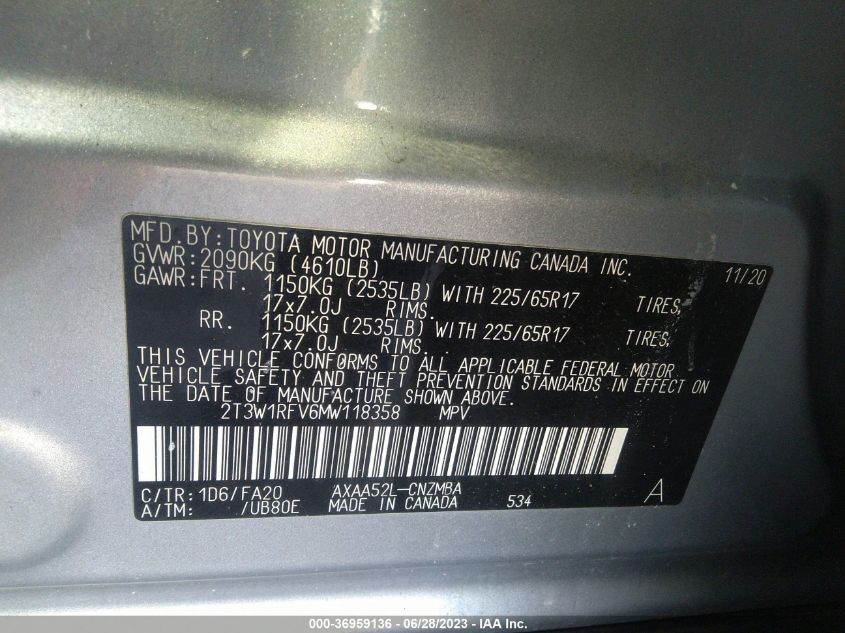 MFD.BY:TOYOTA MOTOR MANUFACTURING CANADA INC. 11/20
GVWR:2090KG (4610LB)
GAWR:FRT. 1150KG (2535LB) WITH 225/65R17 TIRES,
17x7.0J RIMS.
RR. 1150KG (2535LB) WITH 225/65R17 TIRES,
17x7.0J RIMS.
THIS VEHICLE CONFORMS TO ALL APPLICABLE FEDERAL MOTOR
VEHICLE SAFETY AND THEFT PREVENTION STANDARDS IN EFFECT ON
THE DATE OF MANUFACTURE SHOWN ABOVE.
2T3W1RFV6MW118358 MPV
C/TR: 1D6/FA20 AXAA52L-CNZMBA A
A/TM: /UB80E MADE IN CANADA 534
000-36959136 - 06/28/2023 - IAA Inc.